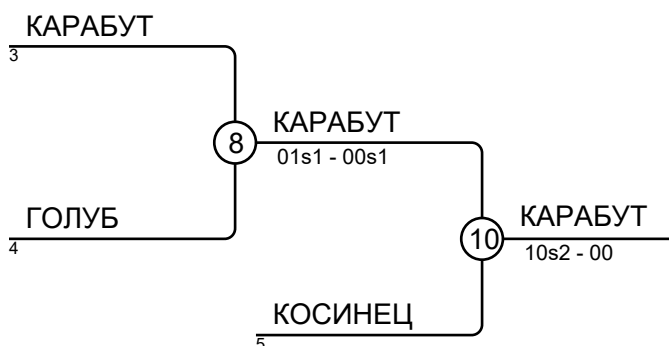 КАРАБУТ
3
8
КАРАБУТ
01s1 - 00s1
ГОЛУБ
4
10
КАРАБУТ
10s2 - 00
КОСИНЕЦ
5